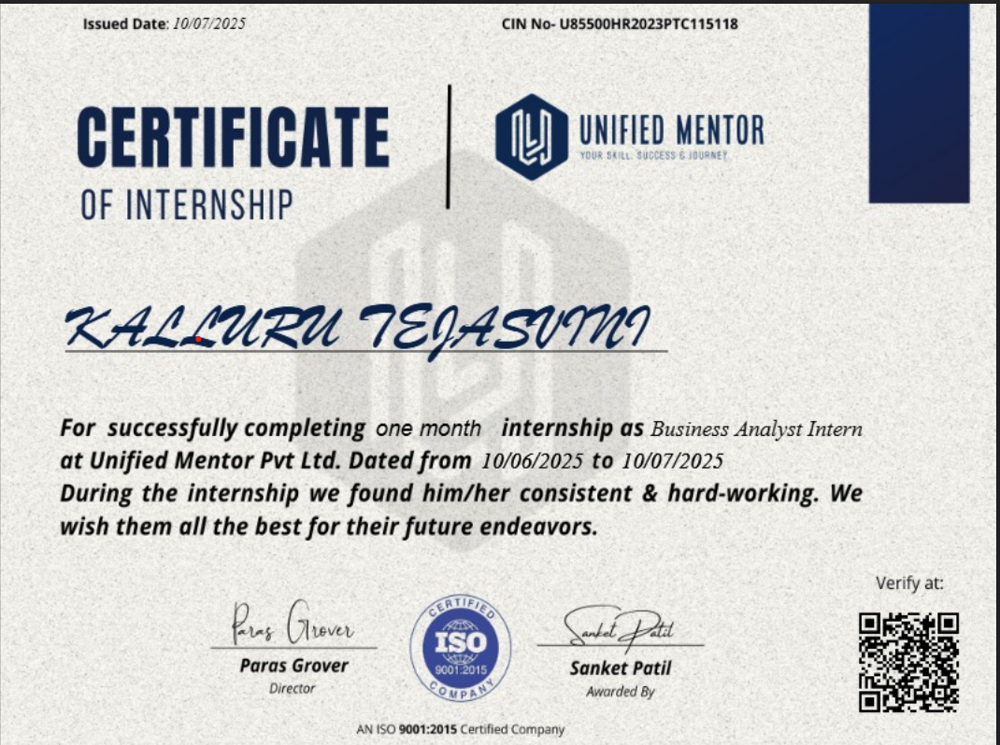 Issued Date: 10/07/2025
CIN No- U85500HR2023PTC115118
CERTIFICATE
OF INTERNSHIP
UNIFIED MENTOR
YOUR SKILL, SUCCESS & JOURNEY
KALLURU TEJASVINI
For successfully completing one month internship as Business Analyst Intern
at Unified Mentor Pvt Ltd. Dated from 10/06/2025 to 10/07/2025
During the internship we found him/her consistent & hard-working. We
wish them all the best for their future endeavors.
Verify at:
Paras Grover
Paras Grover
Director
CERTIFIED
ISO
9001:2015
COMPANY
Sanket Patil
Sanket Patil
Awarded By
AN ISO 9001:2015 Certified Company